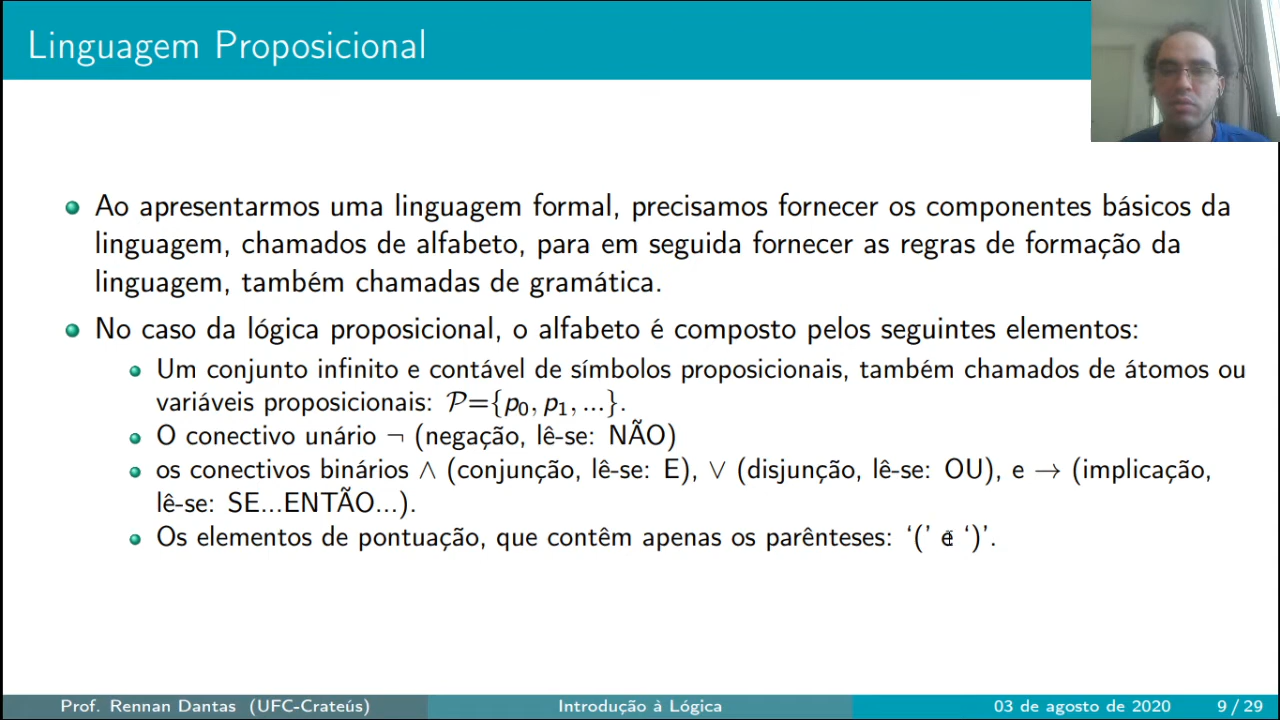 Linguagem Proposicional
Ao apresentarmos uma linguagem formal, precisamos fornecer os componentes básicos da
linguagem, chamados de alfabeto, para em seguida fornecer as regras de formação da
linguagem, também chamadas de gramática.
No caso da lógica proposicional, o alfabeto é composto pelos seguintes elementos:
Um conjunto infinito e contável de símbolos proposicionais, também chamados de átomos ou
variáveis proposicionais: 𝒫={p₀, p₁, ...}.
O conectivo unário ¬ (negação, lê-se: NÃO)
os conectivos binários ∧ (conjunção, lê-se: E), ∨ (disjunção, lê-se: OU), e → (implicação,
lê-se: SE...ENTÃO...).
Os elementos de pontuação, que contêm apenas os parênteses: ‘(’ e ‘)’.
Prof. Rennan Dantas (UFC-Crateús) Introdução à Lógica 03 de agosto de 2020 9 / 29